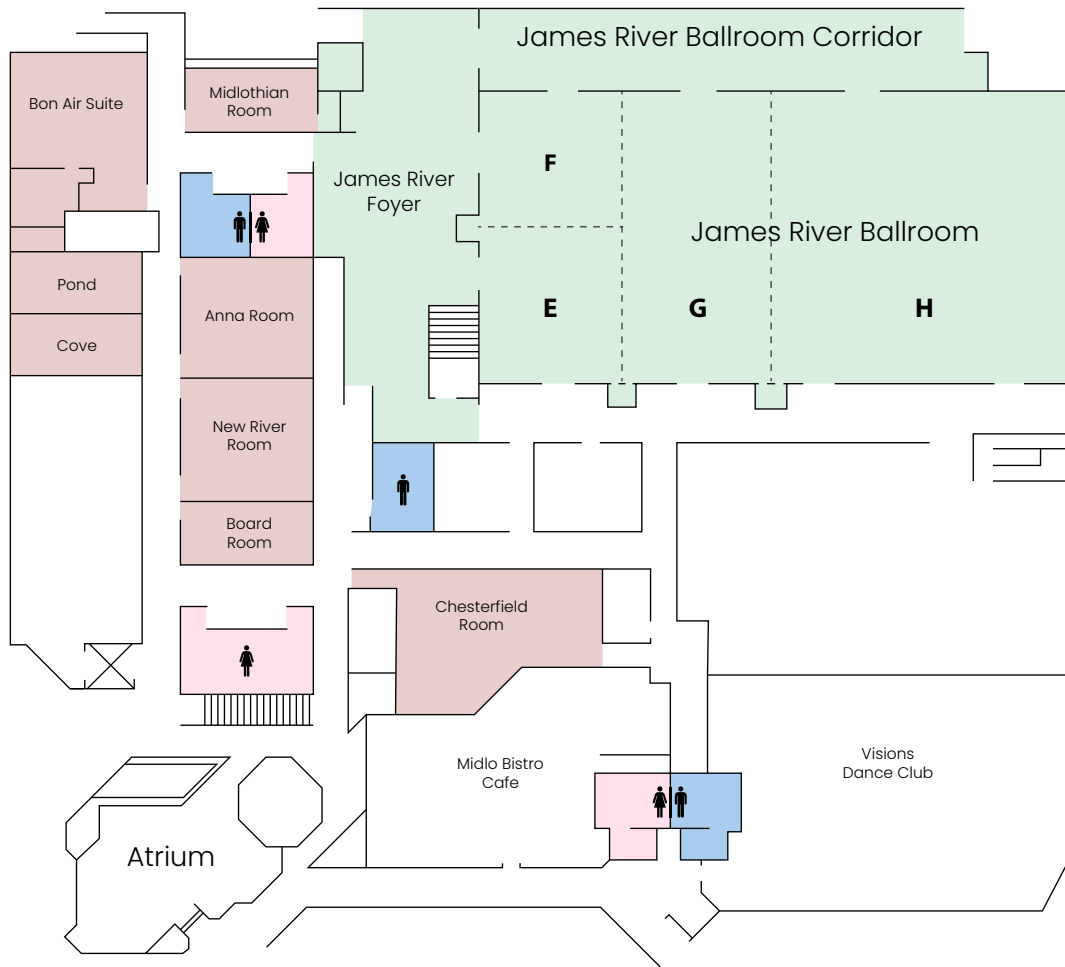 James River Ballroom Corridor
Bon Air Suite
Midlothian
Room
F
James River
Foyer
James River Ballroom
Pond
Anna Room
E
G
H
Cove
New River
Room
Board
Room
Chesterfield
Room
Midlo Bistro
Cafe
Visions
Dance Club
Atrium